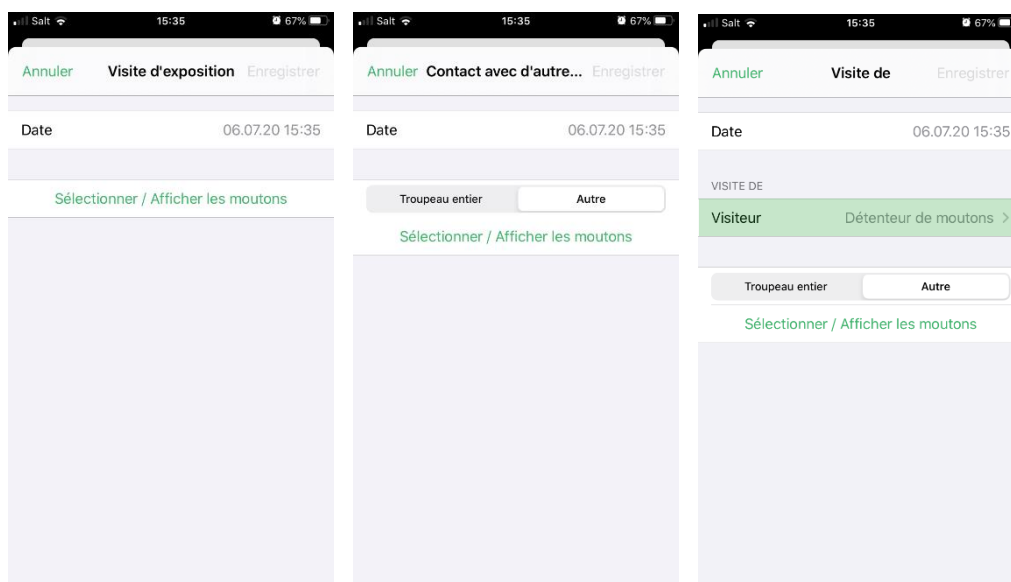 Salt 15:35 67%
Annuler Visite d'exposition Enregistrer
Date 06.07.20 15:35
Sélectionner / Afficher les moutons
Salt 15:35 67%
Annuler Contact avec d'autre... Enregistrer
Date 06.07.20 15:35
Troupeau entier Autre
Sélectionner / Afficher les moutons
Salt 15:35 67%
Annuler Visite de Enregistrer
Date 06.07.20 15:35
VISITE DE
Visiteur Détenteur de moutons >
Troupeau entier Autre
Sélectionner / Afficher les moutons